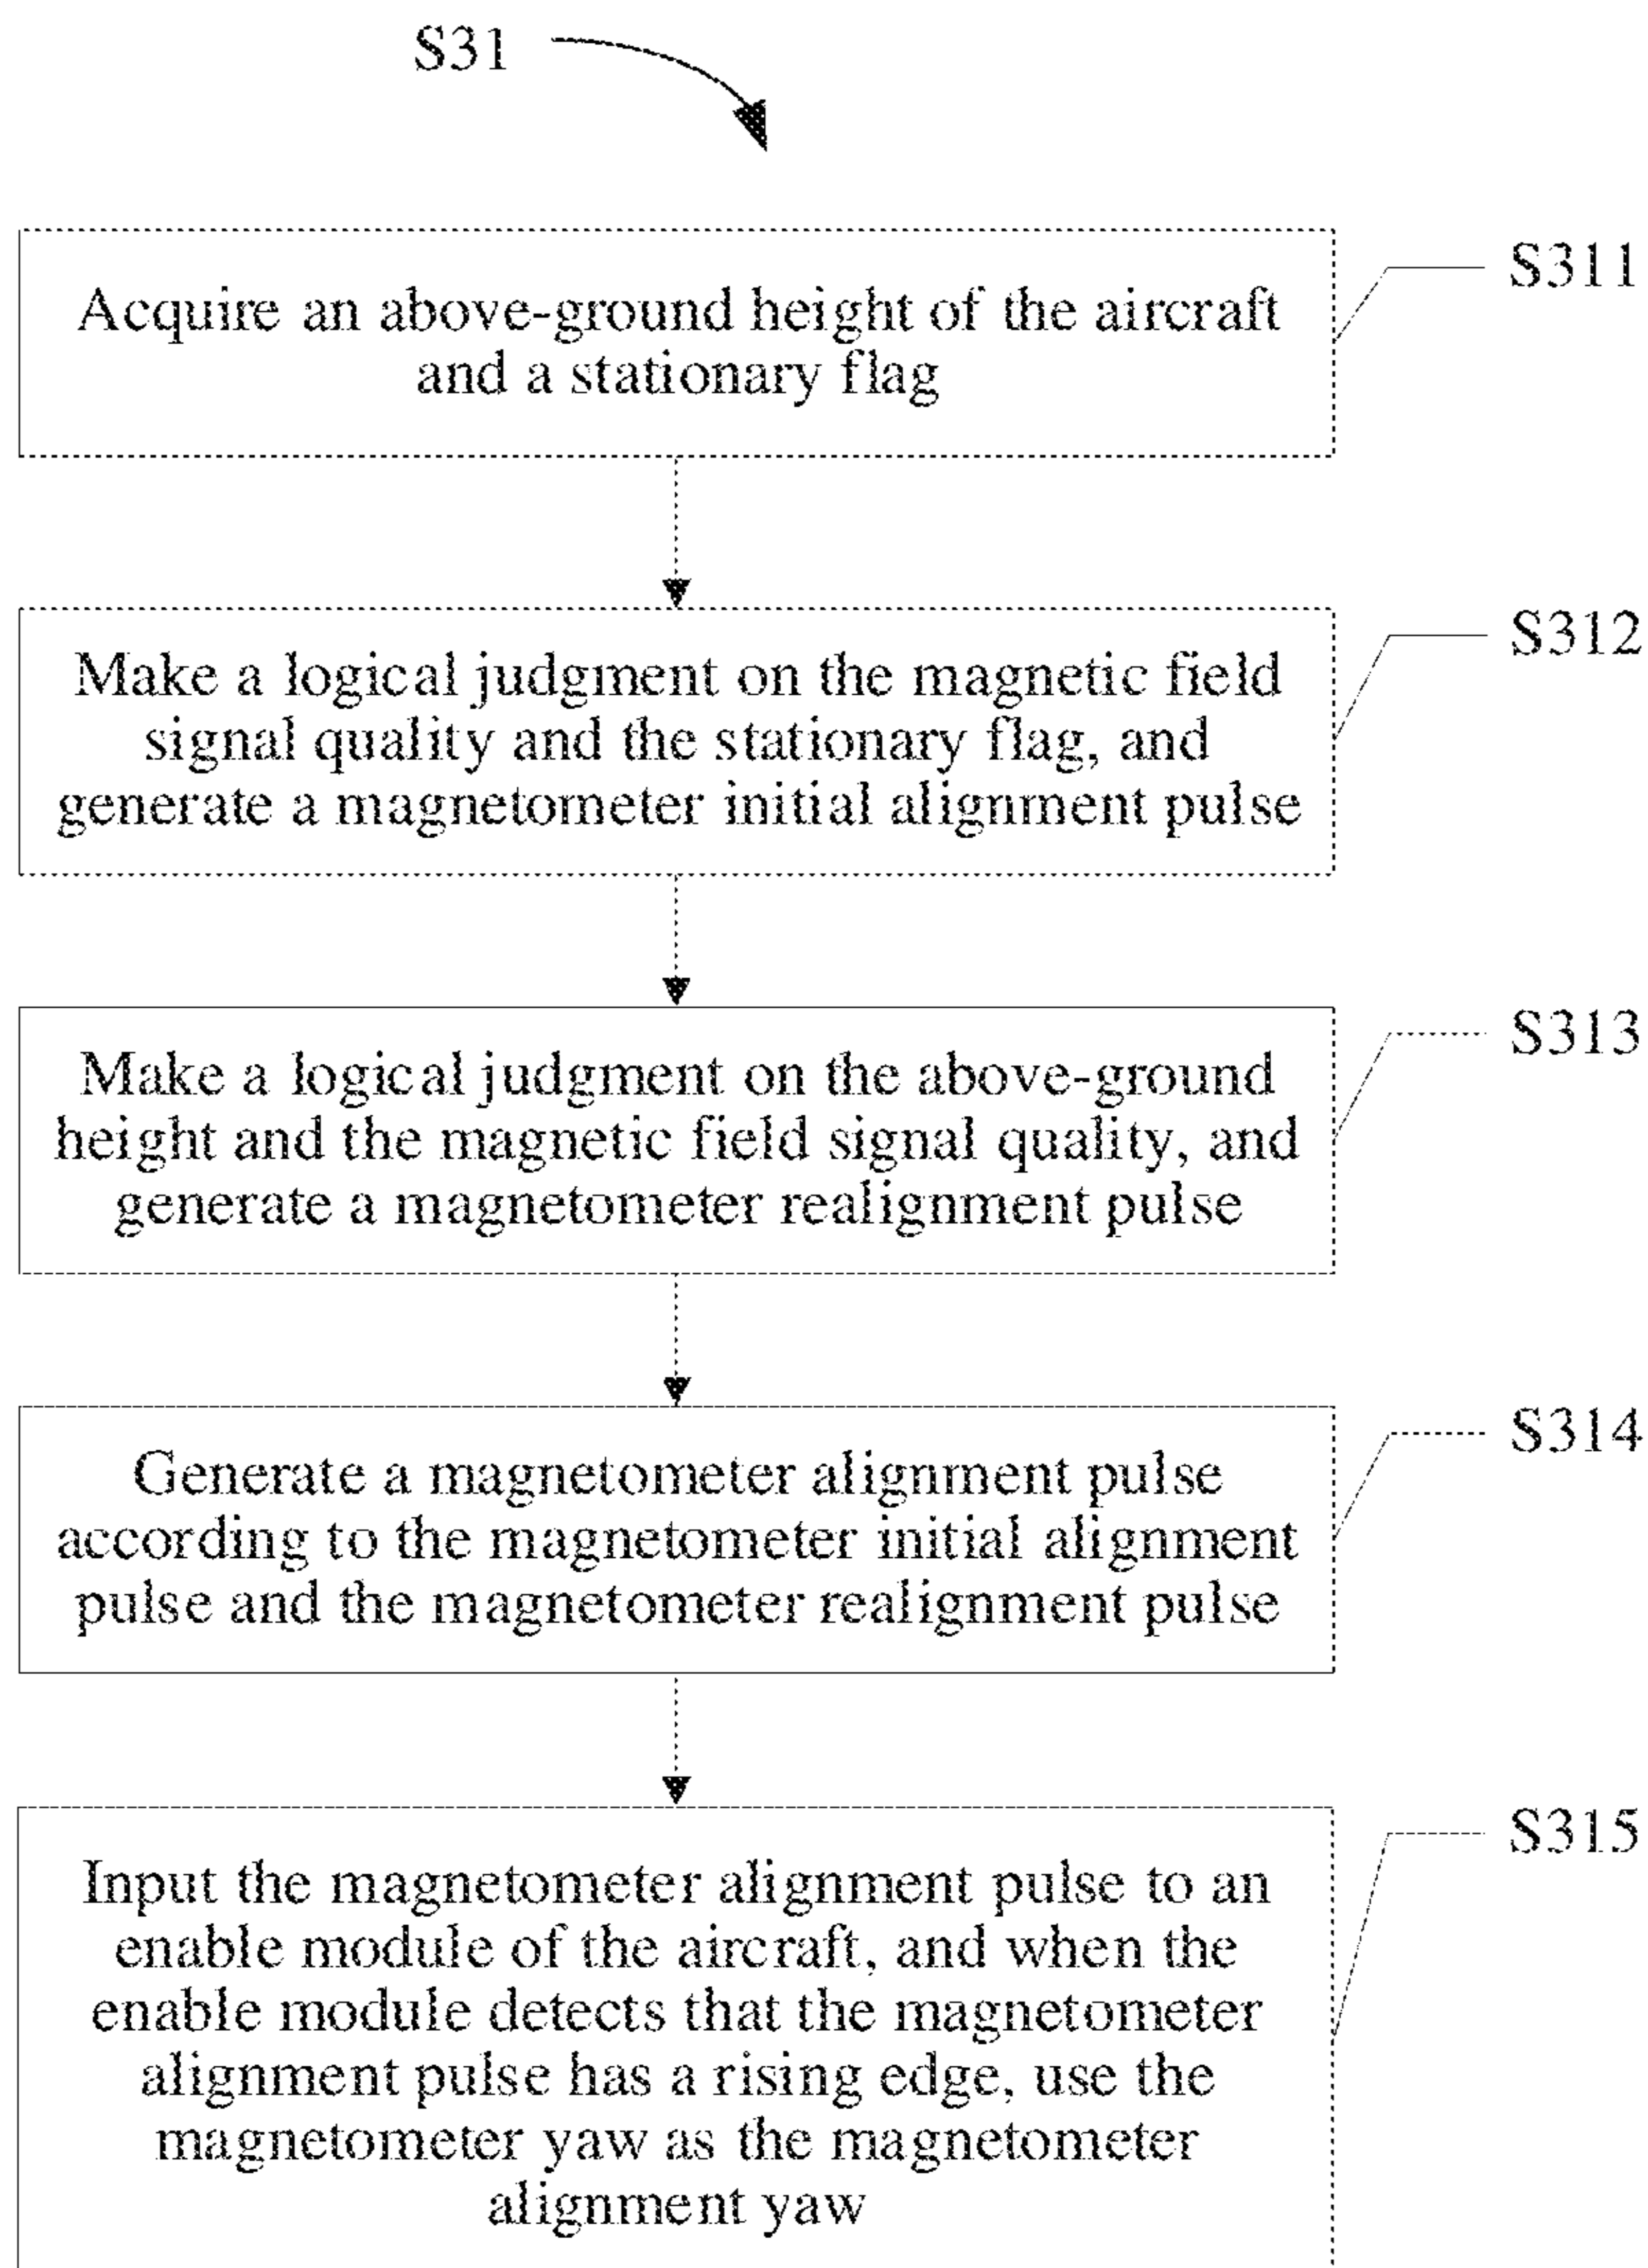 S31
Acquire an above-ground height of the aircraft
and a stationary flag
S311
Make a logical judgment on the magnetic field
signal quality and the stationary flag, and
generate a magnetometer initial alignment pulse
S312
Make a logical judgment on the above-ground
height and the magnetic field signal quality, and
generate a magnetometer realignment pulse
S313
Generate a magnetometer alignment pulse
according to the magnetometer initial alignment
pulse and the magnetometer realignment pulse
S314
Input the magnetometer alignment pulse to an
enable module of the aircraft, and when the
enable module detects that the magnetometer
alignment pulse has a rising edge, use the
magnetometer yaw as the magnetometer
alignment yaw
S315